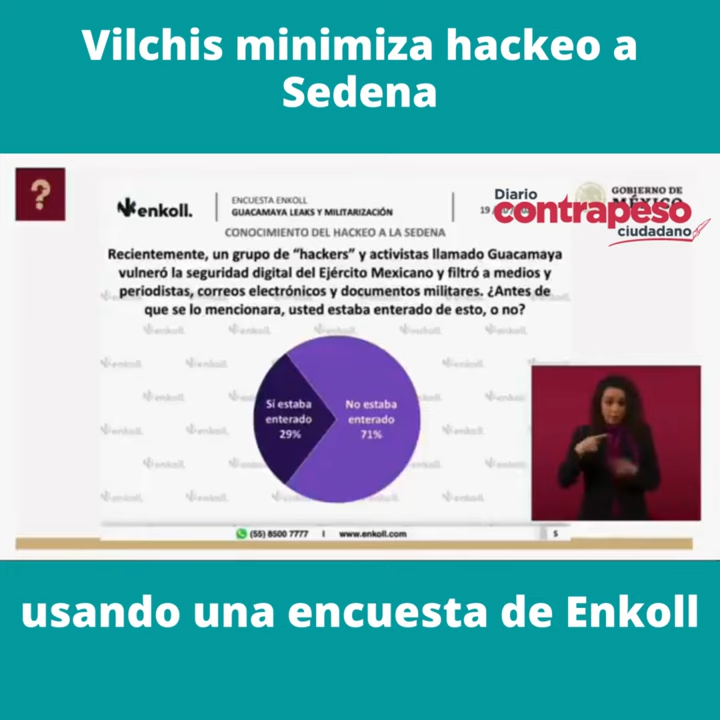 Vilchis minimiza hackeo a
Sedena
?
enkoll.
ENCUESTA ENKOLL
GUACAMAYA LEAKS Y MILITARIZACIÓN
19
GOBIERNO DE
MÉXICO
Diario
contrapeso
ciudadano
CONOCIMIENTO DEL HACKEO A LA SEDENA
Recientemente, un grupo de “hackers” y activistas llamado Guacamaya
vulneró la seguridad digital del Ejército Mexicano y filtró a medios y
periodistas, correos electrónicos y documentos militares. ¿Antes de
que se lo mencionara, usted estaba enterado de esto, o no?
Sí estaba
enterado
29%
No estaba
enterado
71%
(55) 8500 7777 | www.enkoll.com
5
usando una encuesta de Enkoll